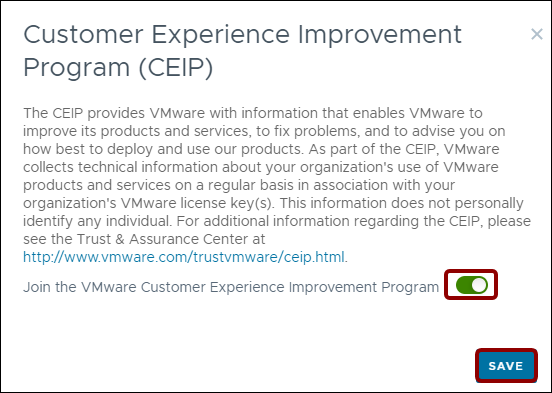 Customer Experience Improvement
Program (CEIP)
The CEIP provides VMware with information that enables VMware to
improve its products and services, to fix problems, and to advise you on
how best to deploy and use our products. As part of the CEIP, VMware
collects technical information about your organization's use of VMware
products and services on a regular basis in association with your
organization's VMware license key(s). This information does not personally
identify any individual. For additional information regarding the CEIP, please
see the Trust & Assurance Center at
http://www.vmware.com/trustvmware/ceip.html.
Join the VMware Customer Experience Improvement Program
SAVE